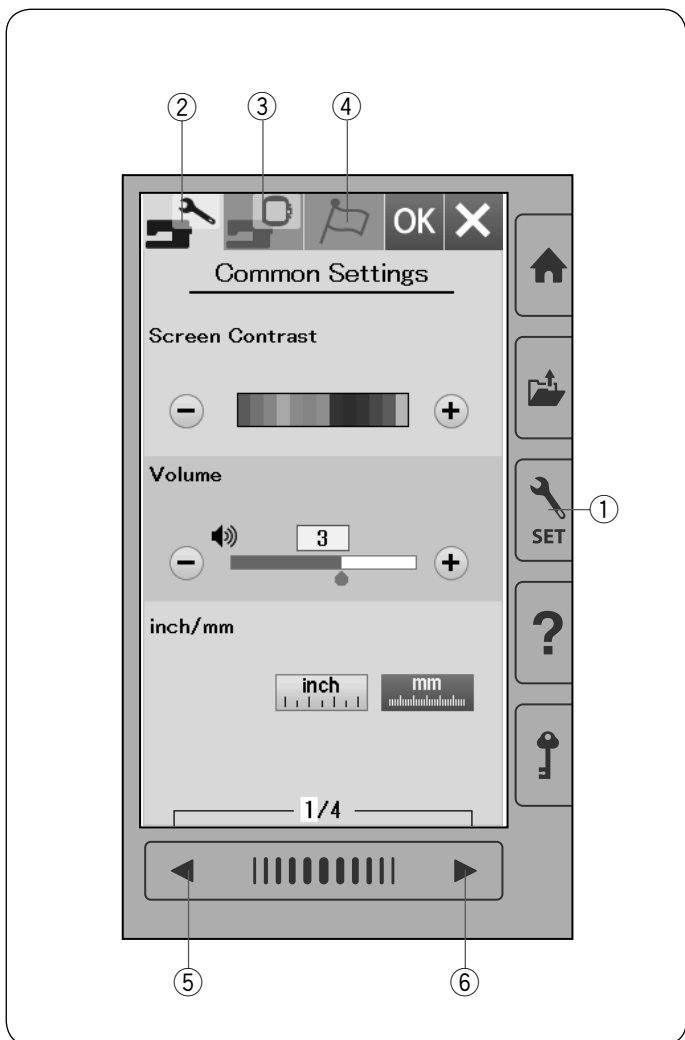 ② ③ ④
OK
Common Settings
Screen Contrast
Volume
3
SET
①
inch/mm
inch mm
?
1/4
⑤ ⑥